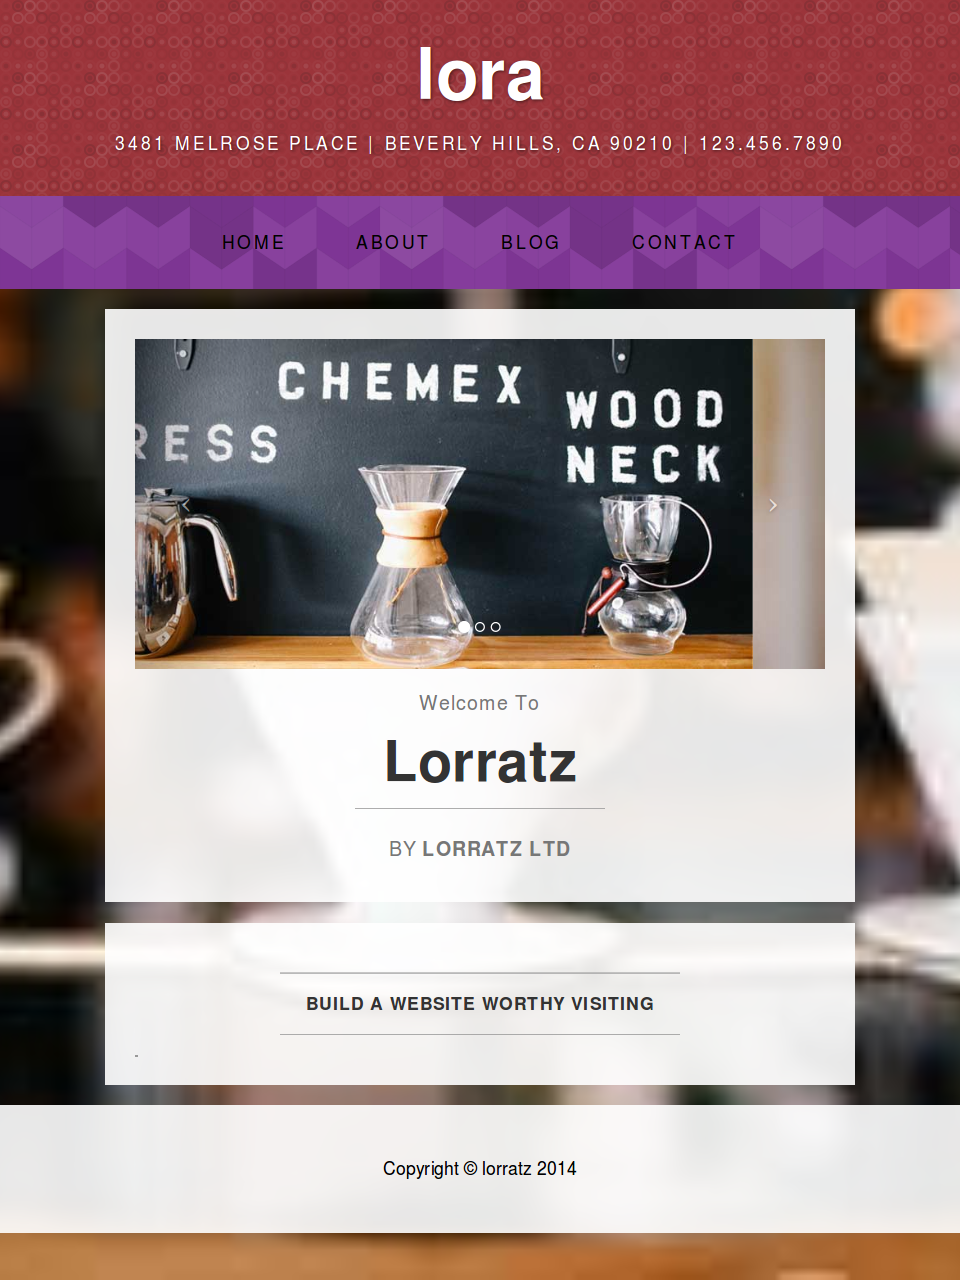 lora
3481 MELROSE PLACE | BEVERLY HILLS, CA 90210 | 123.456.7890
HOME ABOUT BLOG CONTACT
CHEMEX
WOOD
NECK
RESS
Welcome To
Lorratz
BY LORRATZ LTD
BUILD A WEBSITE WORTHY VISITING
.
Copyright © lorratz 2014